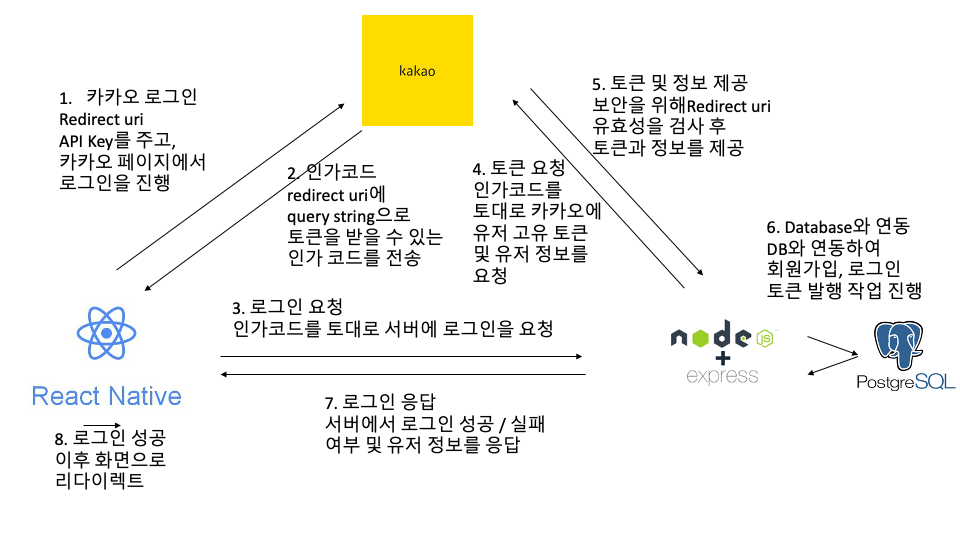 kakao
1. 카카오 로그인
Redirect uri
API Key를 주고,
카카오 페이지에서
로그인을 진행
2. 인가코드
redirect uri에
query string으로
토큰을 받을 수 있는
인가 코드를 전송
4. 토큰 요청
인가코드를
토대로 카카오에
유저 고유 토큰
및 유저 정보를
요청
5. 토큰 및 정보 제공
보안을 위해Redirect uri
유효성을 검사 후
토큰과 정보를 제공
6. Database와 연동
DB와 연동하여
회원가입, 로그인
토큰 발행 작업 진행
3. 로그인 요청
인가코드를 토대로 서버에 로그인을 요청
React Native
node JS
+
express
PostgreSQL
7. 로그인 응답
서버에서 로그인 성공 / 실패
여부 및 유저 정보를 응답
8. 로그인 성공
이후 화면으로
리다이렉트